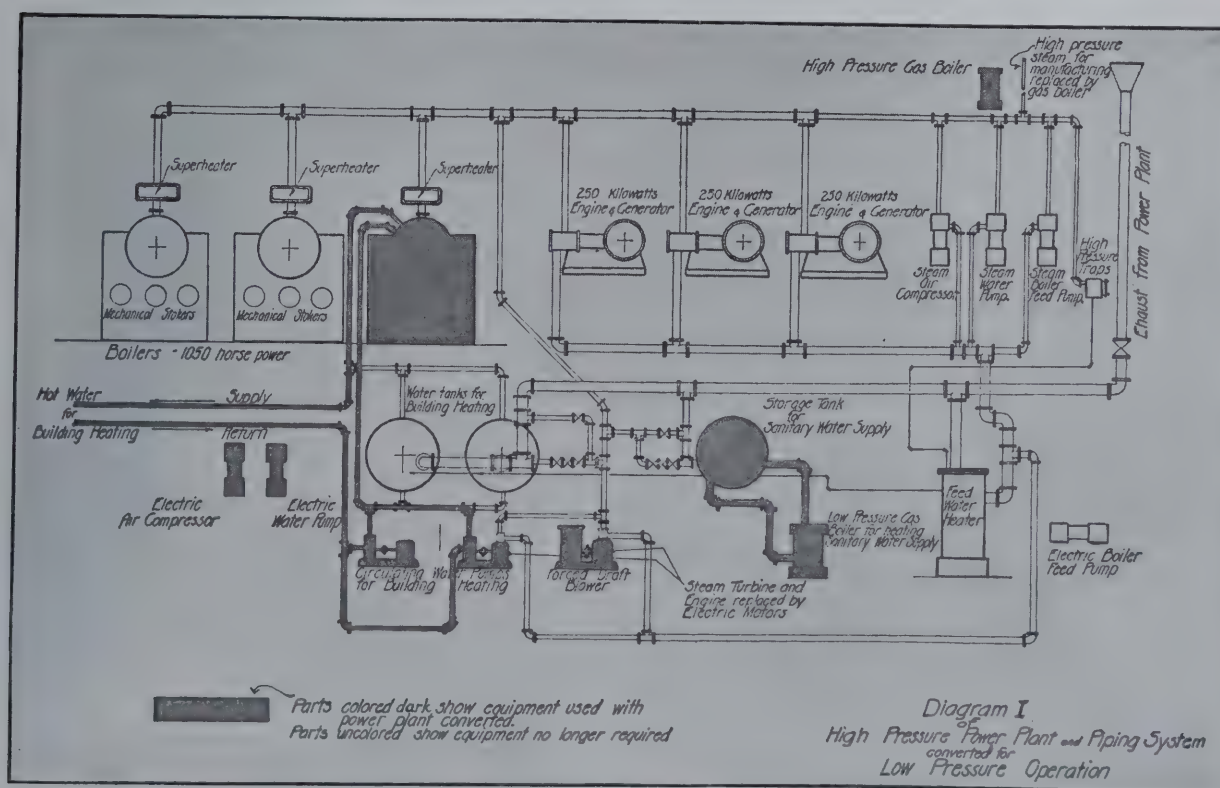 High Pressure Gas Boiler
High pressure
steam for
manufacturing
replaced by
gas boiler
Superheater
Superheater
Superheater
250 Kilowatts
Engine & Generator
250 Kilowatts
Engine & Generator
250 Kilowatts
Engine & Generator
Exhaust from Power Plant
High
Pressure
Traps
Steam
Air
Compressor
Steam
Water
Pump.
Steam
Boiler
Feed Pump.
Mechanical Stokers
Mechanical Stokers
Boilers - 1050 horse power
Hot Water
for
Building Heating
Supply
Return
Water tanks for
Building Heating
Storage Tank
for
Sanitary Water Supply
Electric
Air Compressor
Electric
Water Pump
Circulating Water Pumps
for Building Heating
Forced Draft
Blower
Steam Turbine and
Engine replaced by
Electric Motors
Low Pressure Gas
Boiler for heating
Sanitary Water Supply
Feed
Water
Heater
Electric Boiler
Feed Pump
Parts colored dark show equipment used with
power plant converted.
Parts uncolored show equipment no longer required
Diagram I
of
High Pressure Power Plant and Piping System
converted for
Low Pressure Operation